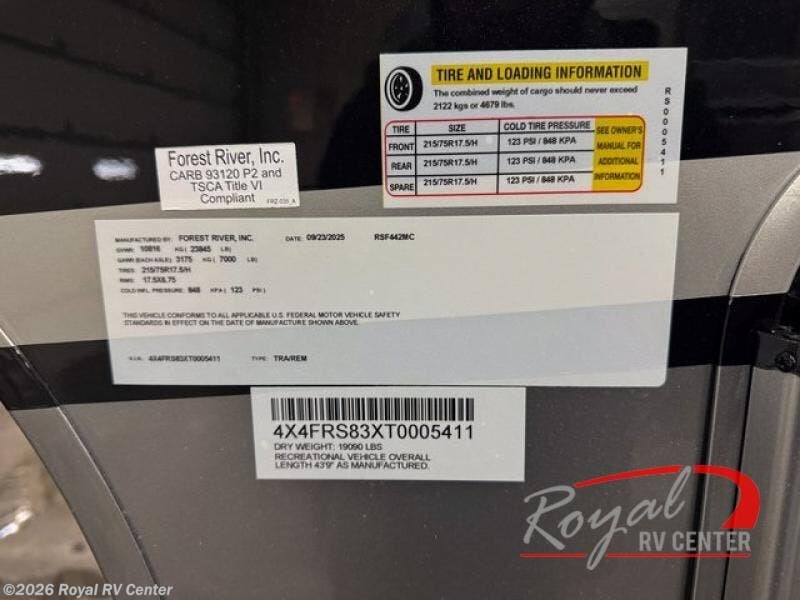 TIRE AND LOADING INFORMATION
The combined weight of cargo should never exceed
2122 kgs or 4679 lbs.
RS0005411
TIRE SIZE COLD TIRE PRESSURE SEE OWNER'S
FRONT 215/75R17.5/H 123 PSI / 848 KPA MANUAL FOR
REAR 215/75R17.5/H 123 PSI / 848 KPA ADDITIONAL
SPARE 215/75R17.5/H 123 PSI / 848 KPA INFORMATION
Forest River, Inc.
CARB 93120 P2 and
TSCA Title VI
Compliant
MANUFACTURED BY: FOREST RIVER, INC. DATE: 09/23/2025 RSF442MC
GVWR: 10816 KG ( 23845 LB)
GAWR (EACH AXLE): 3175 KG ( 7000 LB)
TIRES: 215/75R17.5/H
RIMS: 17.5X6.75
COLD INFL. PRESSURE: 848 KPA ( 123 PSI )
THIS VEHICLE CONFORMS TO ALL APPLICABLE U.S. FEDERAL MOTOR VEHICLE SAFETY
STANDARDS IN EFFECT ON THE DATE OF MANUFACTURE SHOWN ABOVE.
V.I.N.: 4X4FRS83XT0005411 TYPE: TRA/REM
4X4FRS83XT0005411
DRY WEIGHT: 19090 LBS
RECREATIONAL VEHICLE OVERALL
LENGTH 43'9" AS MANUFACTURED.
Royal
RV CENTER
©2026 Royal RV Center